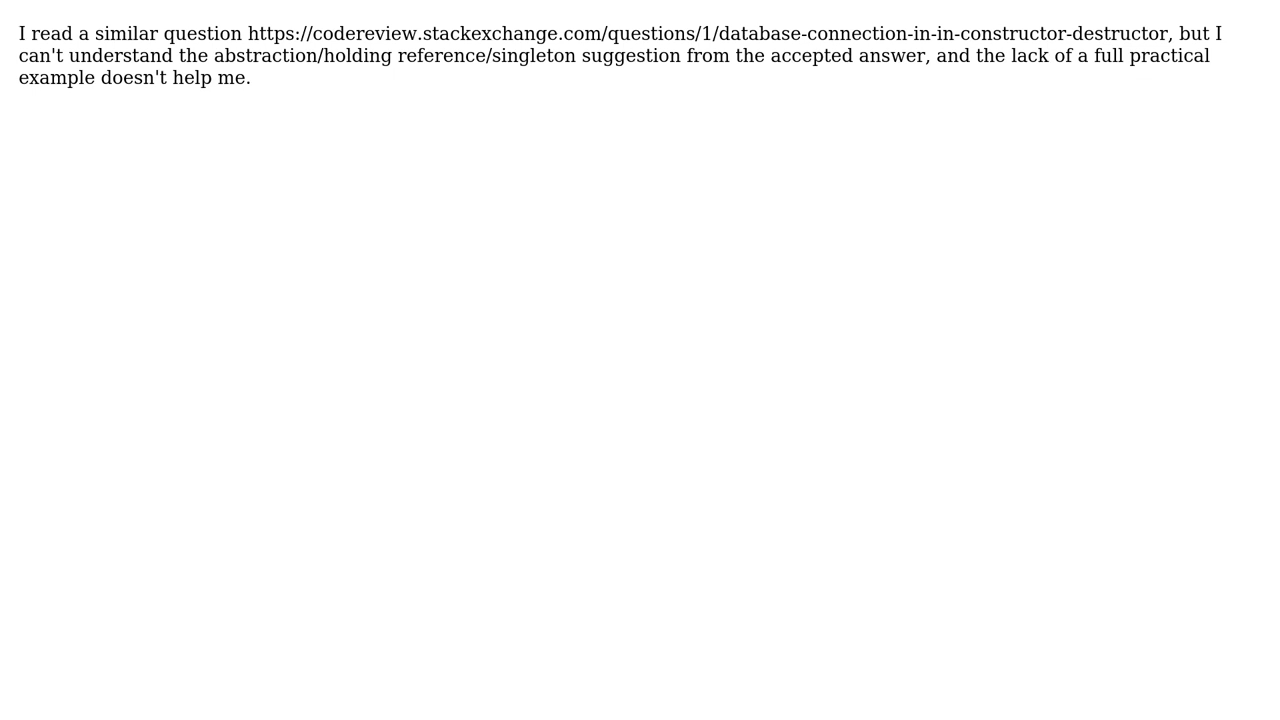 I read a similar question https://codereview.stackexchange.com/questions/1/database-connection-in-in-constructor-destructor, but I
can't understand the abstraction/holding reference/singleton suggestion from the accepted answer, and the lack of a full practical
example doesn't help me.